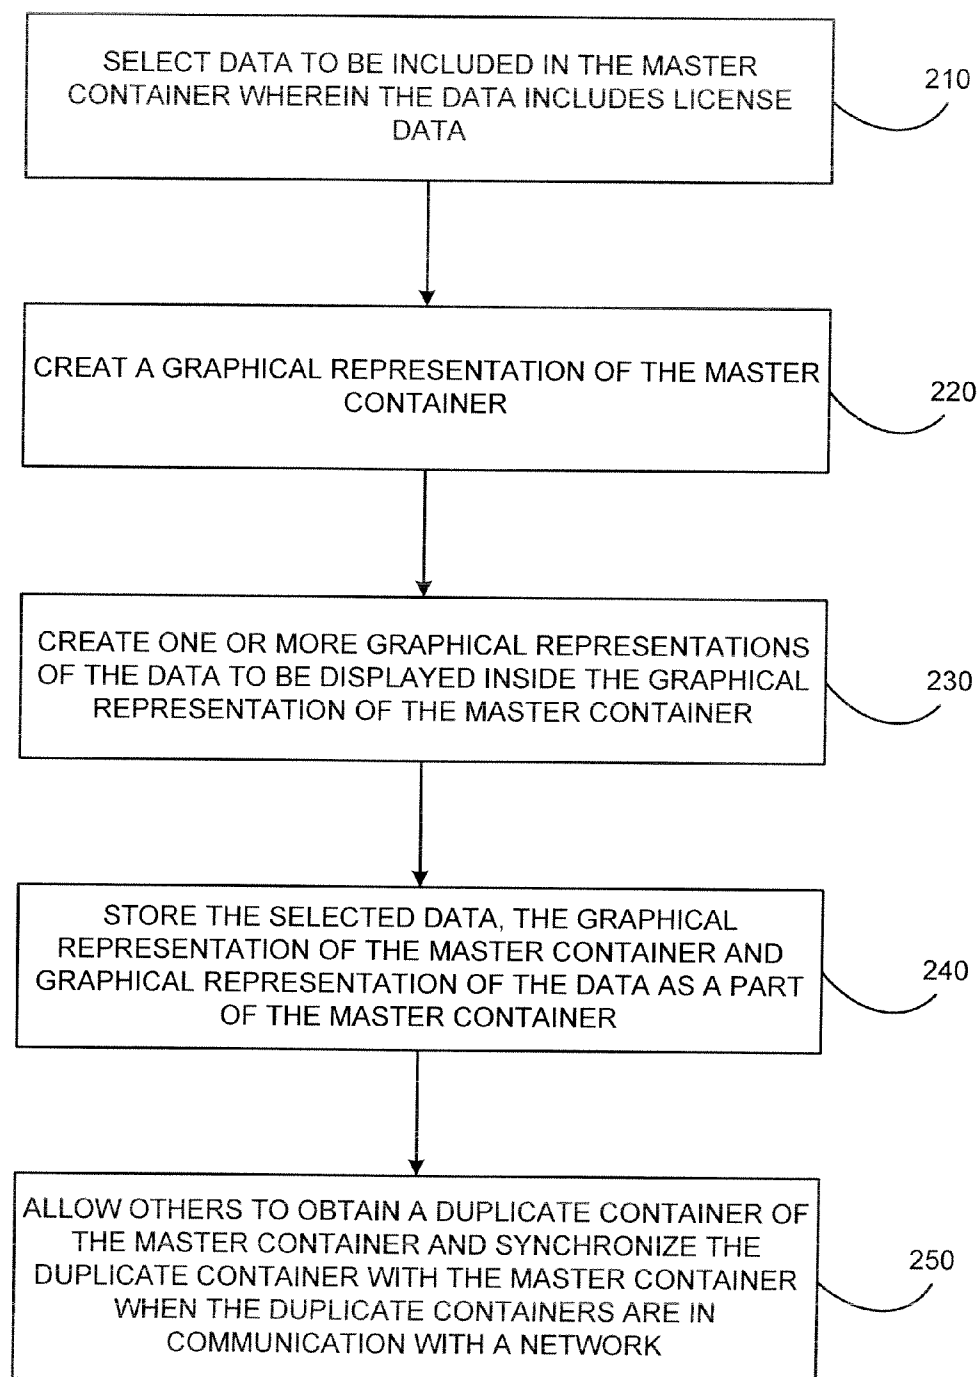 SELECT DATA TO BE INCLUDED IN THE MASTER
CONTAINER WHEREIN THE DATA INCLUDES LICENSE
DATA
210
CREAT A GRAPHICAL REPRESENTATION OF THE MASTER
CONTAINER
220
CREATE ONE OR MORE GRAPHICAL REPRESENTATIONS
OF THE DATA TO BE DISPLAYED INSIDE THE GRAPHICAL
REPRESENTATION OF THE MASTER CONTAINER
230
STORE THE SELECTED DATA, THE GRAPHICAL
REPRESENTATION OF THE MASTER CONTAINER AND
GRAPHICAL REPRESENTATION OF THE DATA AS A PART
OF THE MASTER CONTAINER
240
ALLOW OTHERS TO OBTAIN A DUPLICATE CONTAINER OF
THE MASTER CONTAINER AND SYNCHRONIZE THE
DUPLICATE CONTAINER WITH THE MASTER CONTAINER
WHEN THE DUPLICATE CONTAINERS ARE IN
COMMUNICATION WITH A NETWORK.
250